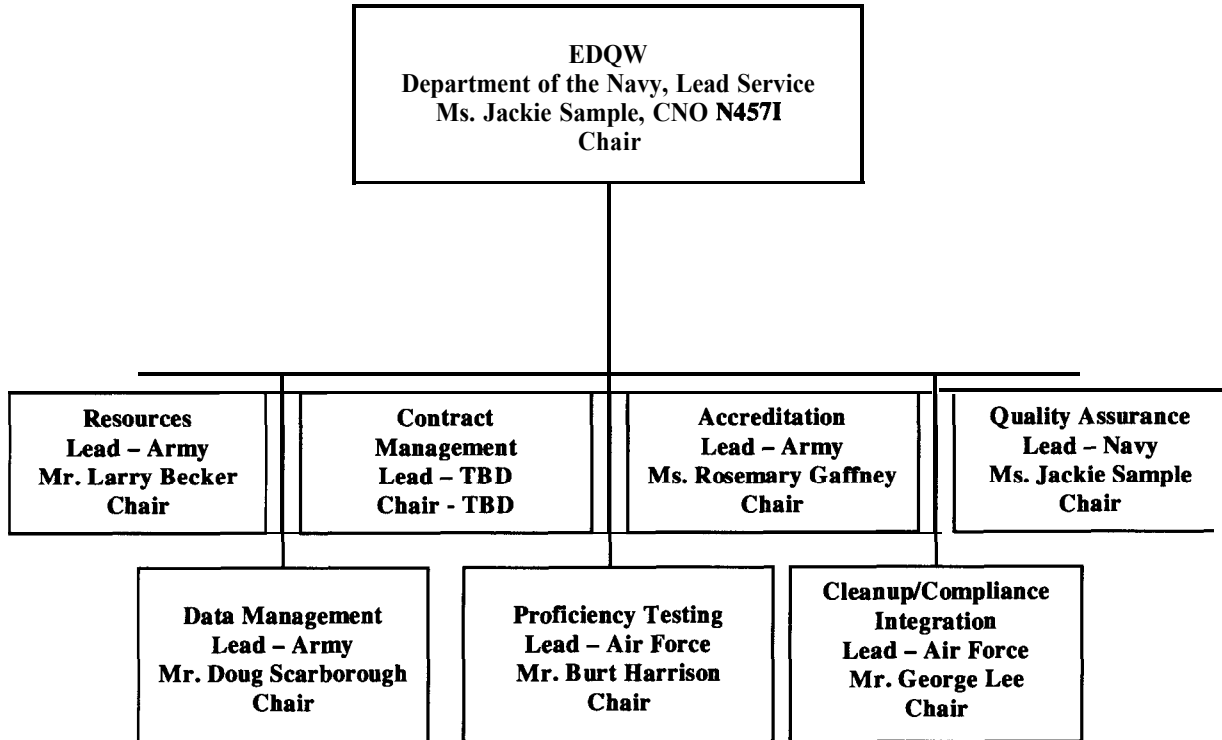 EDQW
Department of the Navy, Lead Service
Ms. Jackie Sample, CNO N457I
Chair
Resources
Lead – Army
Mr. Larry Becker
Chair
Contract
Management
Lead – TBD
Chair - TBD
Accreditation
Lead – Army
Ms. Rosemary Gaffney
Chair
Quality Assurance
Lead – Navy
Ms. Jackie Sample
Chair
Data Management
Lead – Army
Mr. Doug Scarborough
Chair
Proficiency Testing
Lead – Air Force
Mr. Burt Harrison
Chair
Cleanup/Compliance
Integration
Lead – Air Force
Mr. George Lee
Chair